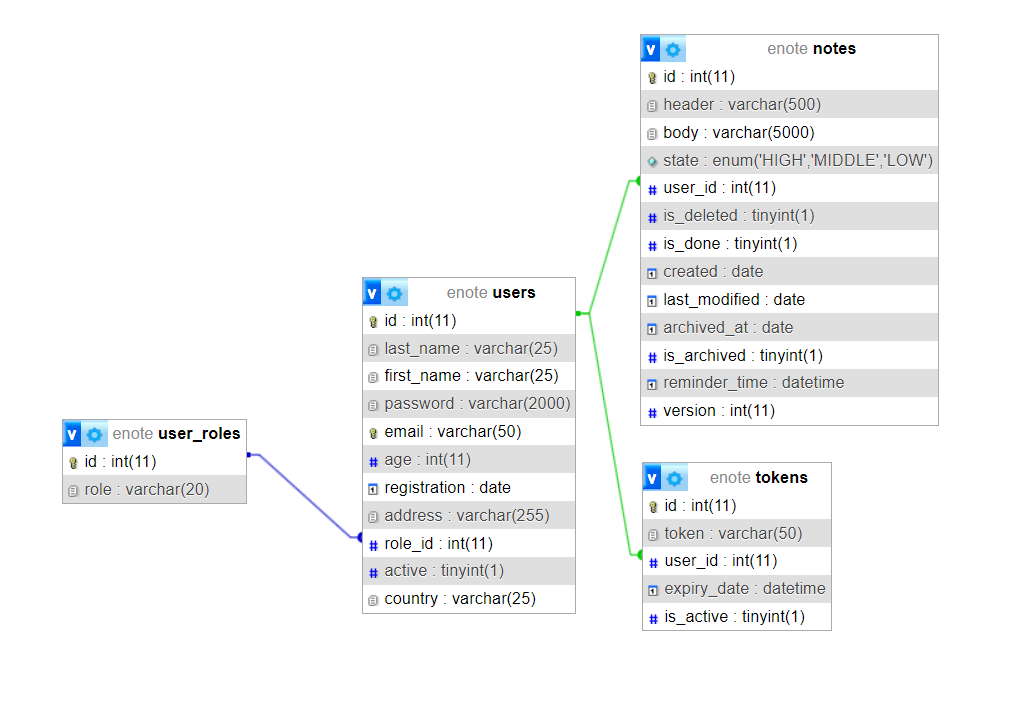 v enote notes
id : int(11)
header : varchar(500)
body : varchar(5000)
state : enum('HIGH','MIDDLE','LOW')
# user_id : int(11)
# is_deleted : tinyint(1)
# is_done : tinyint(1)
created : date
last_modified : date
archived_at : date
# is_archived : tinyint(1)
reminder_time : datetime
# version : int(11)
v enote users
id : int(11)
last_name : varchar(25)
first_name : varchar(25)
password : varchar(2000)
email : varchar(50)
# age : int(11)
registration : date
address : varchar(255)
# role_id : int(11)
# active : tinyint(1)
country : varchar(25)
v enote user_roles
id : int(11)
role : varchar(20)
v enote tokens
id : int(11)
token : varchar(50)
# user_id : int(11)
expiry_date : datetime
# is_active : tinyint(1)